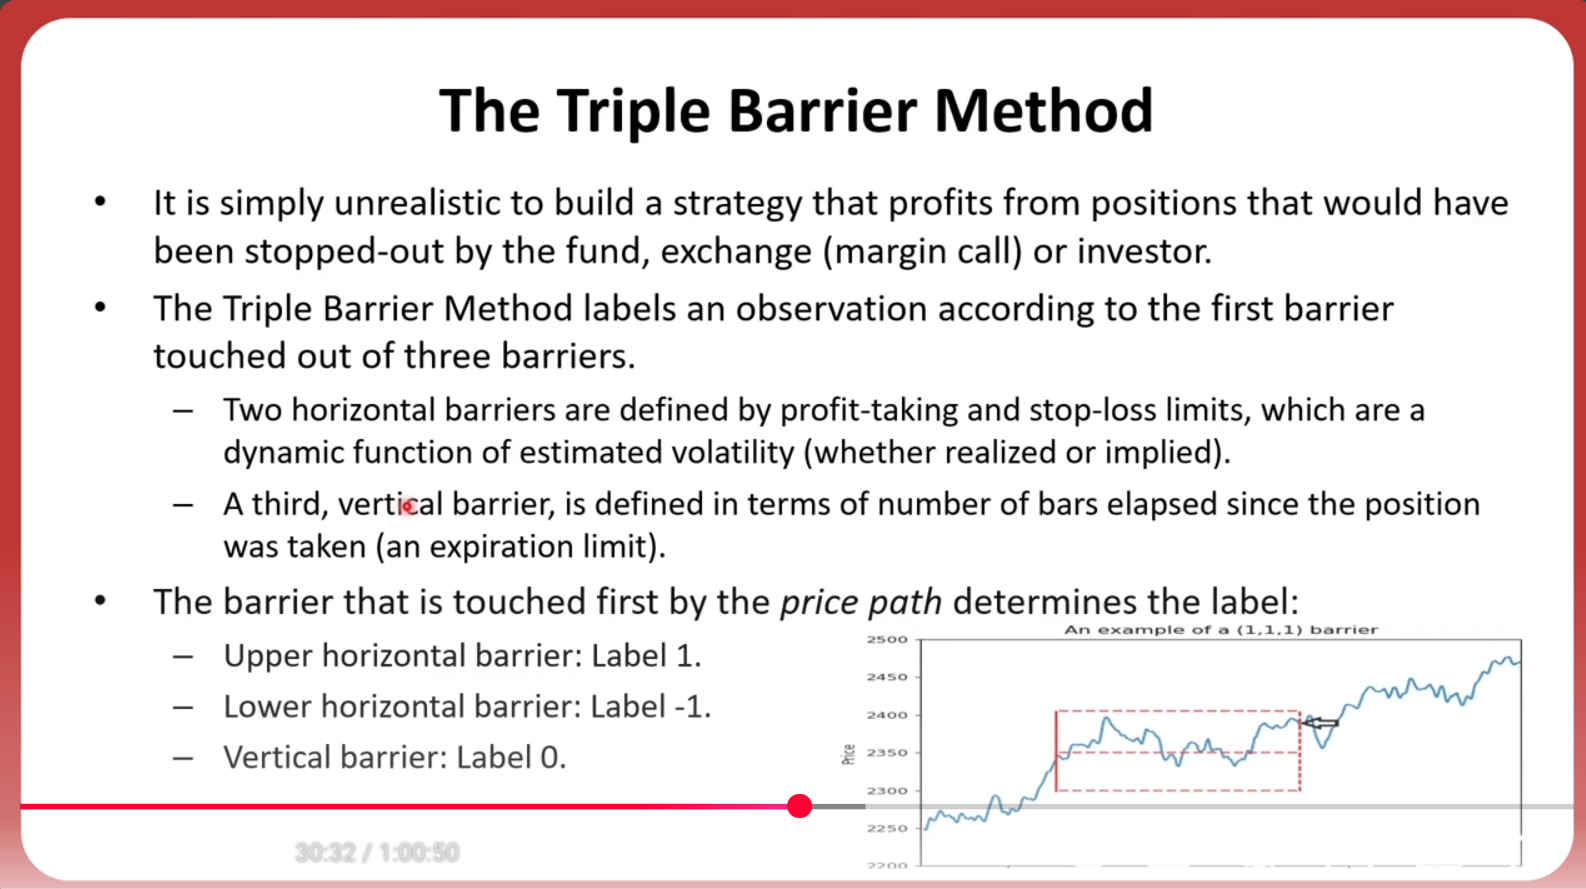 The Triple Barrier Method
• It is simply unrealistic to build a strategy that profits from positions that would have
been stopped-out by the fund, exchange (margin call) or investor.
• The Triple Barrier Method labels an observation according to the first barrier
touched out of three barriers.
– Two horizontal barriers are defined by profit-taking and stop-loss limits, which are a
dynamic function of estimated volatility (whether realized or implied).
– A third, vertical barrier, is defined in terms of number of bars elapsed since the position
was taken (an expiration limit).
• The barrier that is touched first by the price path determines the label:
– Upper horizontal barrier: Label 1.
– Lower horizontal barrier: Label -1.
– Vertical barrier: Label 0.
An example of a (1,1,1) barrier
2500
2450
2400
2350
2300
2250
2200
Price
30:32 / 1:00:50